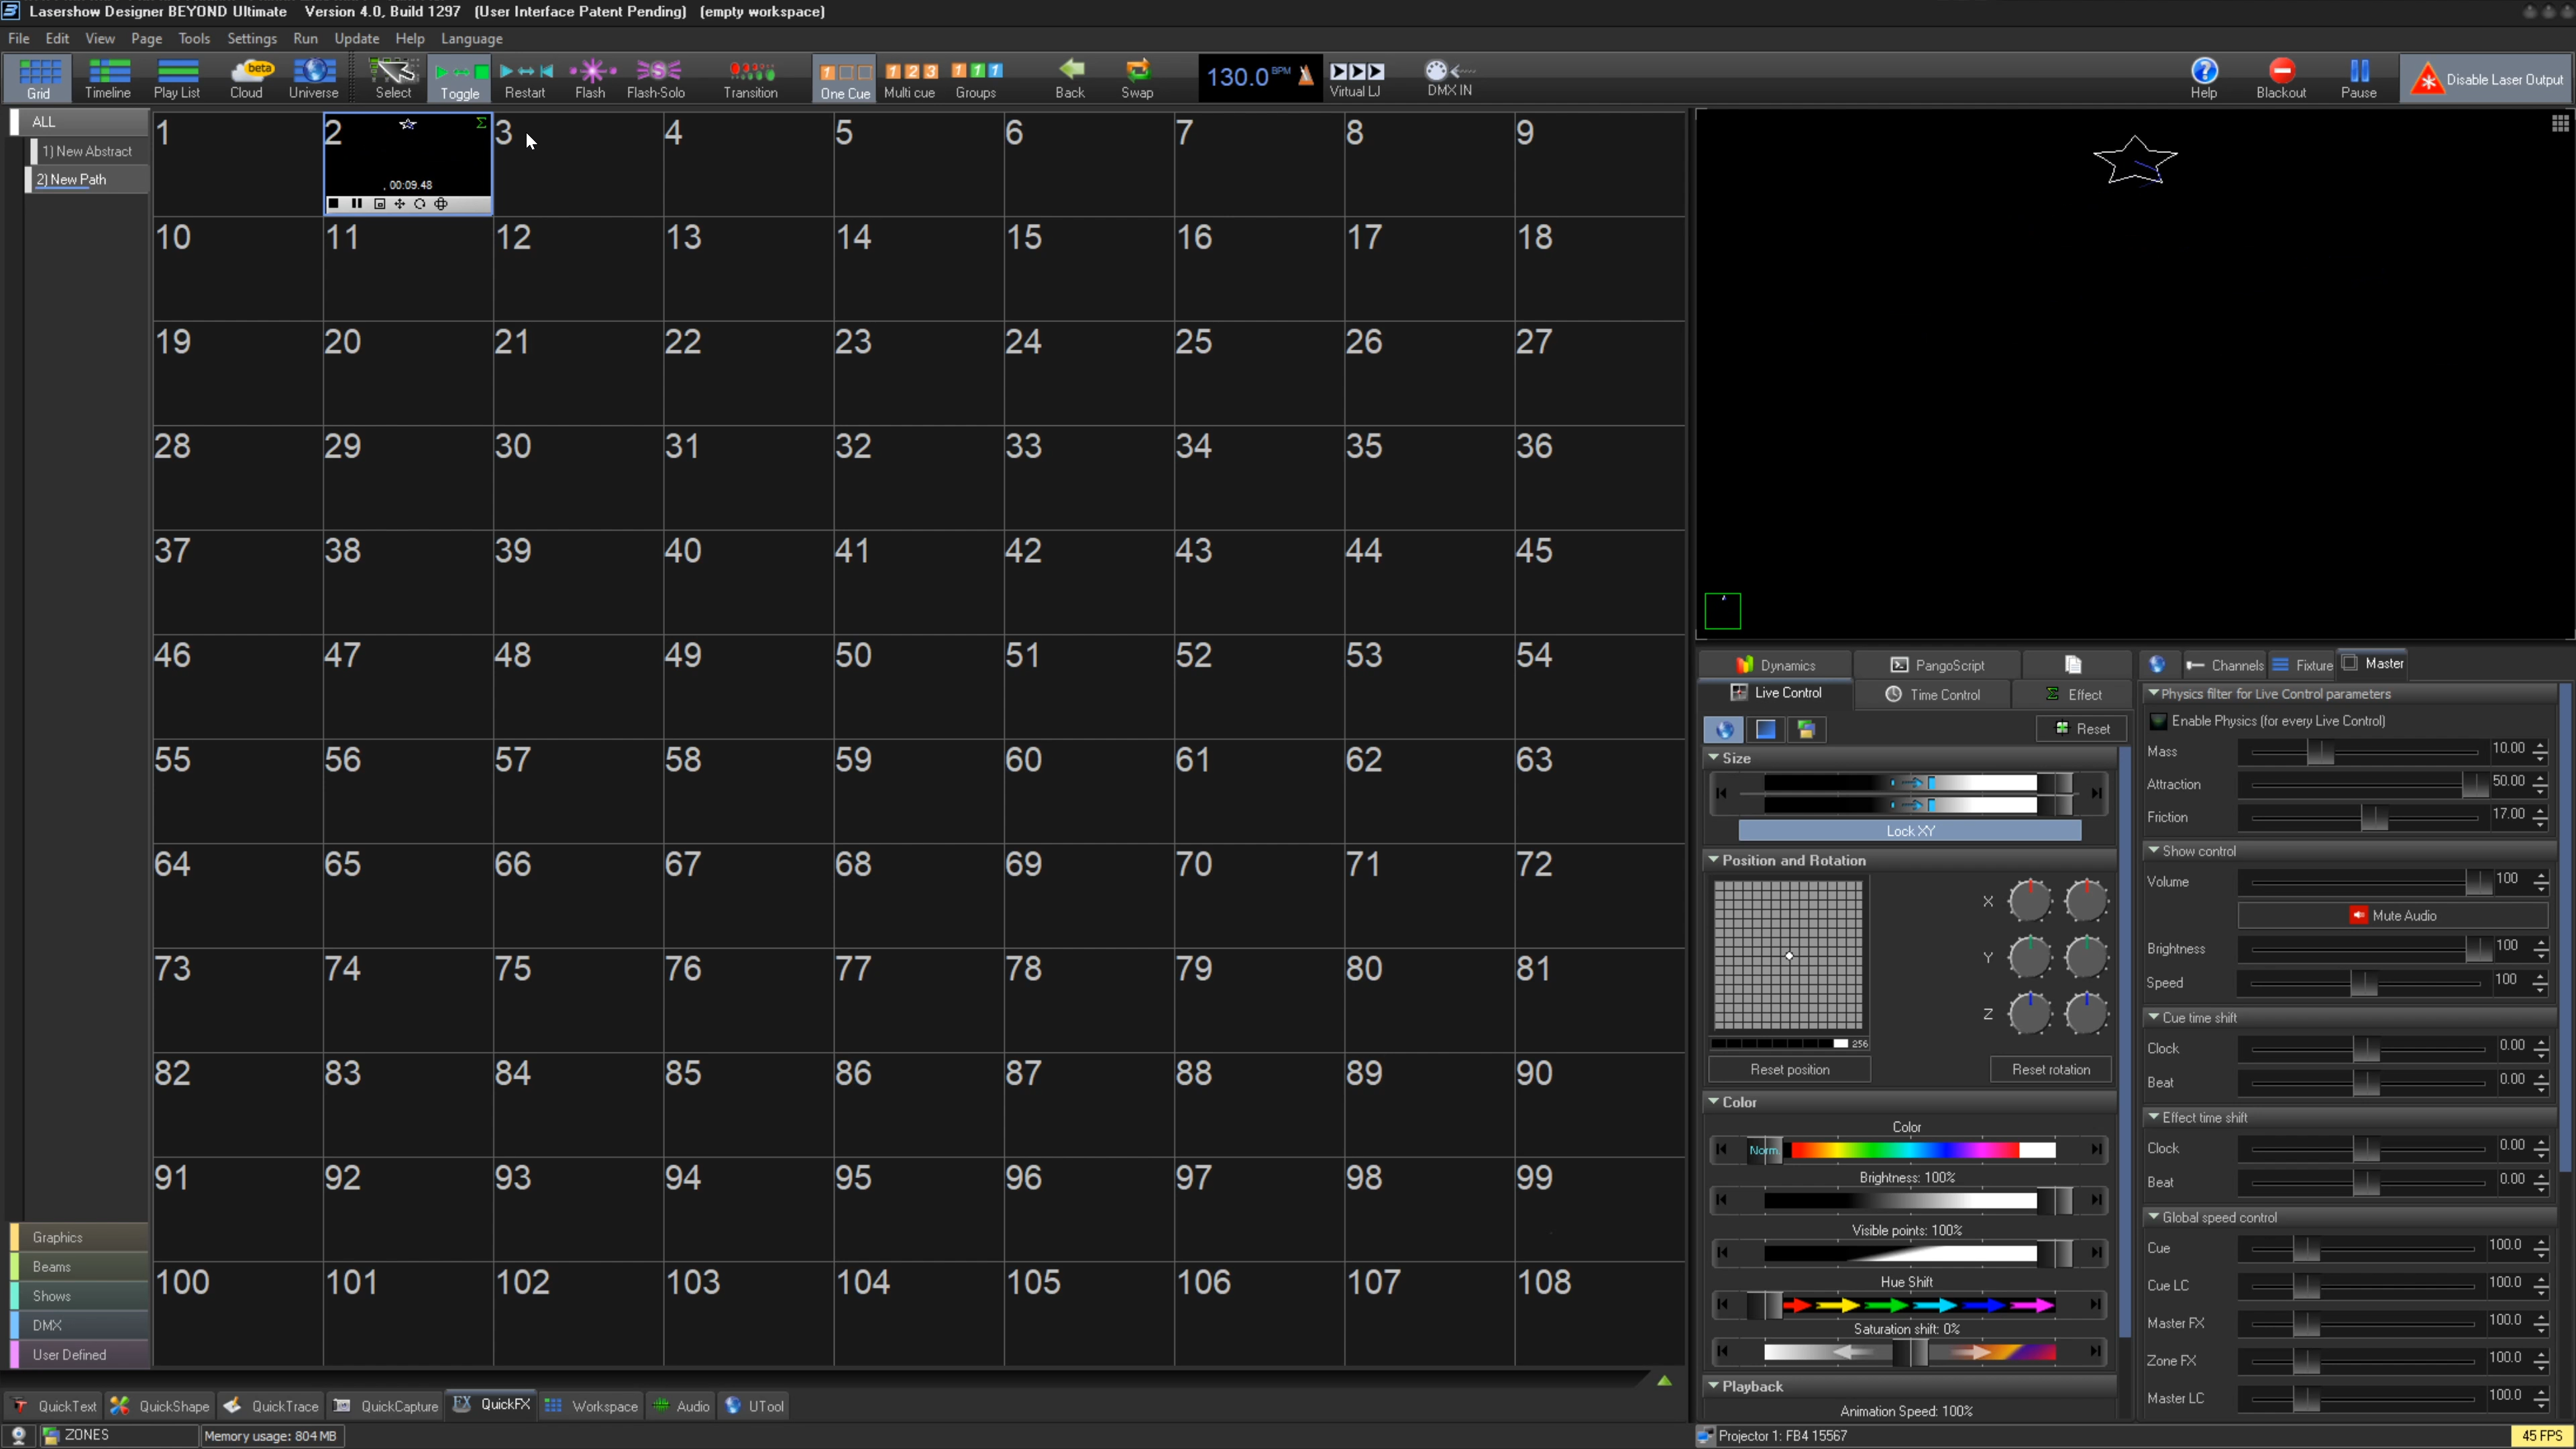 Lasershow Designer BEYOND Ultimate Version 4.0, Build 1297 (User Interface Patent Pending) (empty workspace)
File Edit View Page Tools Settings Run Update Help Language
Grid Timeline Play List beta Cloud Universe Select Toggle Restart Flash Flash-Solo Transition 1 One Cue 1 2 3 Multi cue 1 1 1 Groups Back Swap 130.0 BPM Virtual LJ DMX IN Help Blackout Pause Disable Laser Output
ALL
1) New Abstract
2) New Path
1 2 3 4 5 6 7 8 9
, 00:09.48
10 11 12 13 14 15 16 17 18
19 20 21 22 23 24 25 26 27
28 29 30 31 32 33 34 35 36
37 38 39 40 41 42 43 44 45
46 47 48 49 50 51 52 53 54
55 56 57 58 59 60 61 62 63
64 65 66 67 68 69 70 71 72
73 74 75 76 77 78 79 80 81
82 83 84 85 86 87 88 89 90
91 92 93 94 95 96 97 98 99
100 101 102 103 104 105 106 107 108
Graphics
Beams
Shows
DMX
User Defined
QuickText QuickShape QuickTrace QuickCapture FX QuickFX Workspace Audio UTool
ZONES Memory usage: 804 MB
Dynamics PangoScript
Live Control Time Control Σ Effect
Reset
Size
Lock XY
Position and Rotation
X
Y
Z
256
Reset position Reset rotation
Color
Color
Norm.
Brightness: 100%
Visible points: 100%
Hue Shift
Saturation shift: 0%
Playback
Animation Speed: 100%
Channels Fixture Master
Physics filter for Live Control parameters
Enable Physics (for every Live Control)
Mass 10.00
Attraction 50.00
Friction 17.00
Show control
Volume 100
Mute Audio
Brightness 100
Speed 100
Cue time shift
Clock 0.00
Beat 0.00
Effect time shift
Clock 0.00
Beat 0.00
Global speed control
Cue 100.0
Cue LC 100.0
Master FX 100.0
Zone FX 100.0
Master LC 100.0
Projector 1: FB4 15567 45 FPS